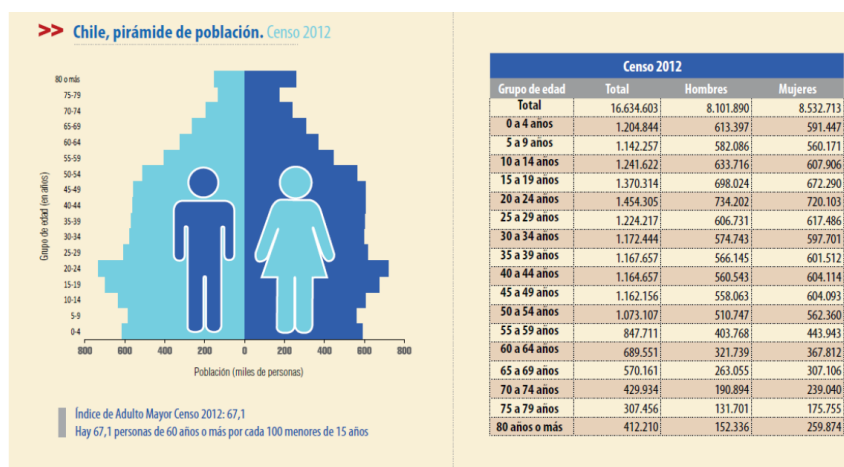 >> Chile, pirámide de población. Censo 2012
80 o más
75-79
70-74
65-69
60-64
55-59
50-54
45-49
40-44
35-39
30-34
25-29
20-24
15-19
10-14
5-9
0-4
Grupo de edad (en años)
800 600 400 200 0 200 400 600 800
Población (miles de personas)
Índice de Adulto Mayor Censo 2012: 67,1
Hay 67,1 personas de 60 años o más por cada 100 menores de 15 años
Censo 2012
Grupo de edad Total Hombres Mujeres
Total 16.634.603 8.101.890 8.532.713
0 a 4 años 1.204.844 613.397 591.447
5 a 9 años 1.142.257 582.086 560.171
10 a 14 años 1.241.622 633.716 607.906
15 a 19 años 1.370.314 698.024 672.290
20 a 24 años 1.454.305 734.202 720.103
25 a 29 años 1.224.217 606.731 617.486
30 a 34 años 1.172.444 574.743 597.701
35 a 39 años 1.167.657 566.145 601.512
40 a 44 años 1.164.657 560.543 604.114
45 a 49 años 1.162.156 558.063 604.093
50 a 54 años 1.073.107 510.747 562.360
55 a 59 años 847.711 403.768 443.943
60 a 64 años 689.551 321.739 367.812
65 a 69 años 570.161 263.055 307.106
70 a 74 años 429.934 190.894 239.040
75 a 79 años 307.456 131.701 175.755
80 años o más 412.210 152.336 259.874